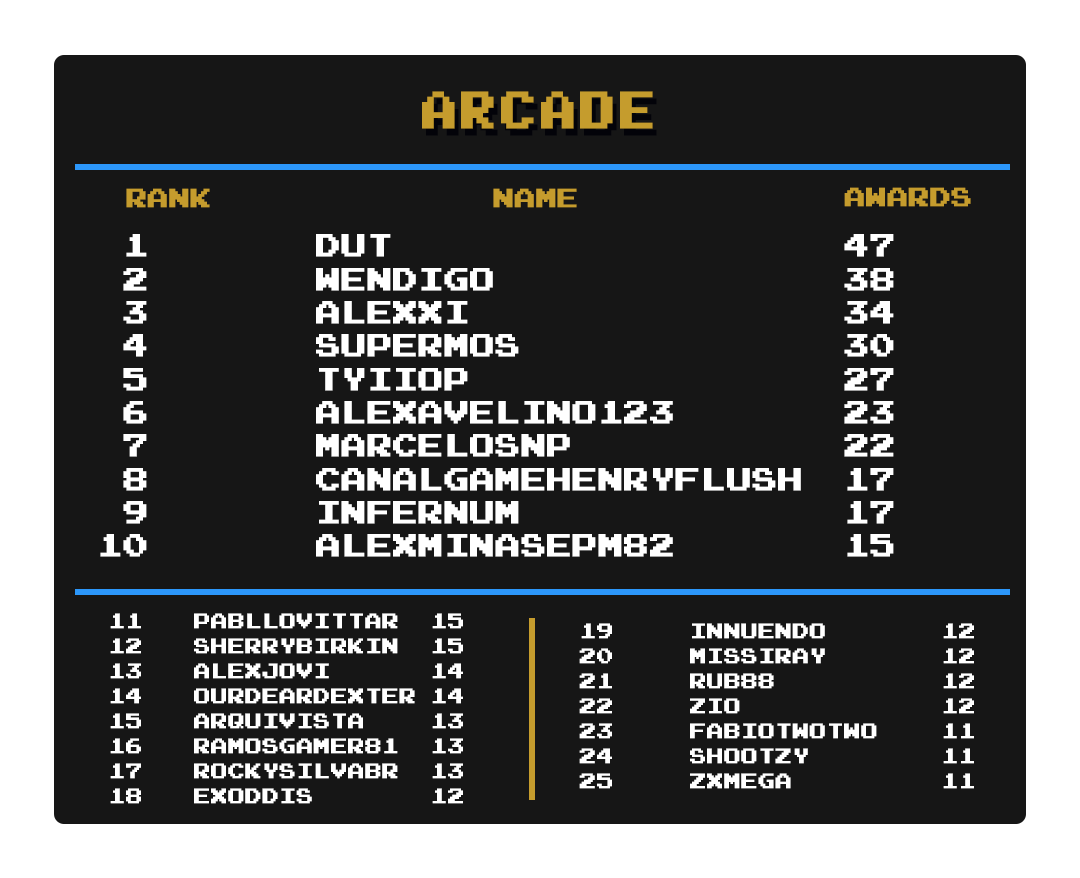 ARCADE
RANK NAME AWARDS
1 DUT 47
2 WENDIGO 38
3 ALEXXI 34
4 SUPERMOS 30
5 TYIIOP 27
6 ALEXAVELINO123 23
7 MARCELOSNP 22
8 CANALGAMEHENRYFLUSH 17
9 INFERNUM 17
10 ALEXMINASEPM82 15
11 PABLLOVITTAR 15
12 SHERRYBIRKIN 15
13 ALEXJOVI 14
14 OURDEARDEXTER 14
15 ARQUIVISTA 13
16 RAMOSGAMER81 13
17 ROCKYSILVABR 13
18 EXODDIS 12
19 INNUENDO 12
20 MISSIRAY 12
21 RUB88 12
22 ZIO 12
23 FABIOTWOTWO 11
24 SHOOTZY 11
25 ZXMEGA 11